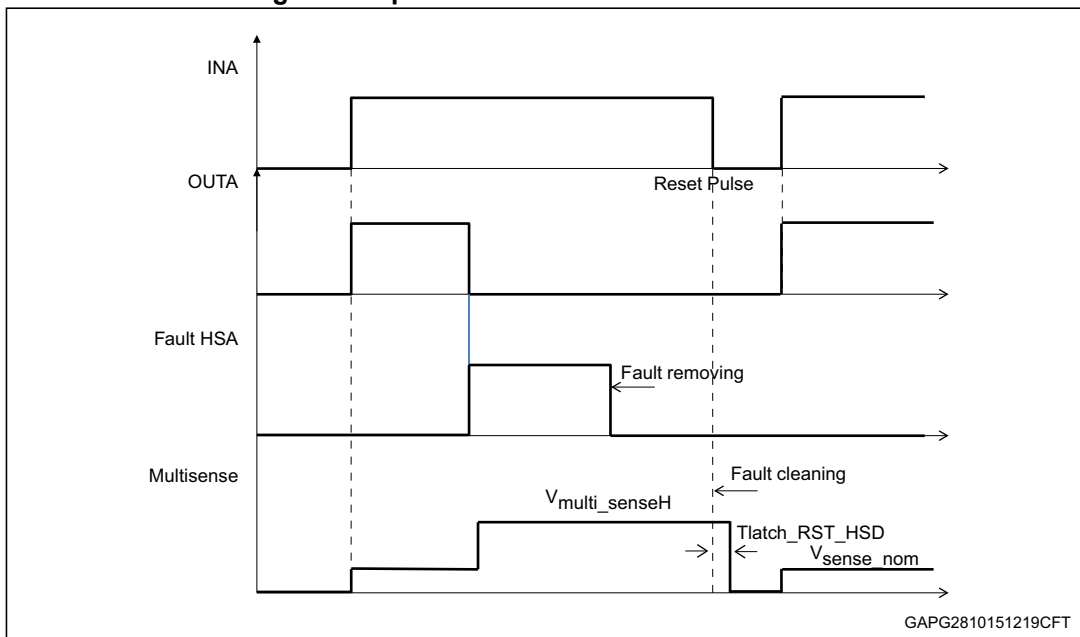 INA
OUTA
Reset Pulse
Fault HSA
Fault removing
Multisense
Fault cleaning
Vmulti_senseH
Tlatch_RST_HSD
Vsense_nom
GAPG2810151219CFT